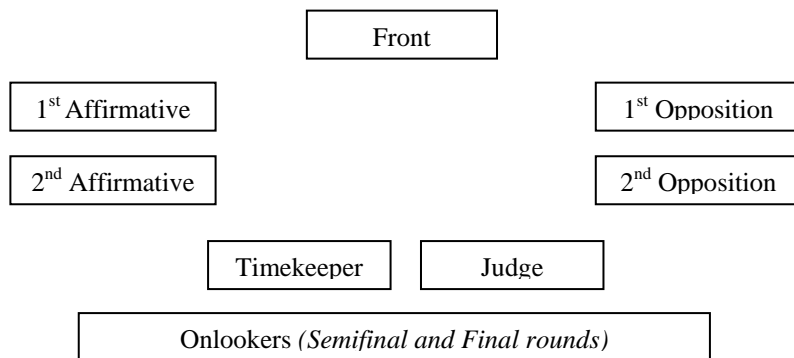 Front
1st Affirmative
1st Opposition
2nd Affirmative
2nd Opposition
Timekeeper
Judge
Onlookers (Semifinal and Final rounds)